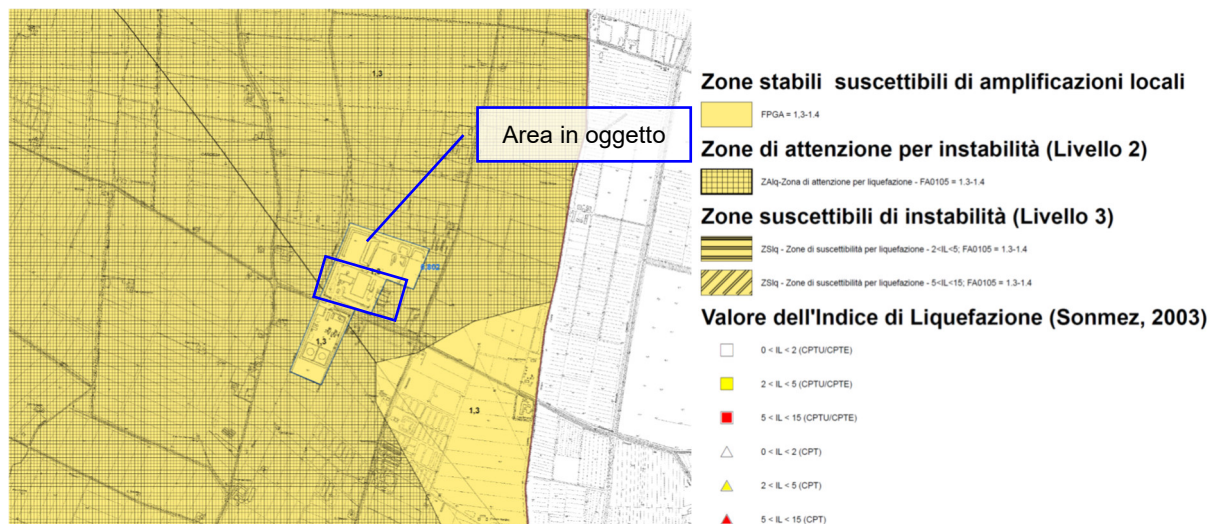 1,3
Area in oggetto
0,802
1,3
1,3
Zone stabili suscettibili di amplificazioni locali
FPGA = 1,3-1.4
Zone di attenzione per instabilità (Livello 2)
ZAlq-Zona di attenzione per liquefazione - FA0105 = 1.3-1.4
Zone suscettibili di instabilità (Livello 3)
ZSlq - Zone di suscettibilità per liquefazione - 2<IL<5; FA0105 = 1.3-1.4
ZSlq - Zone di suscettibilità per liquefazione - 5<IL<15; FA0105 = 1.3-1.4
Valore dell'Indice di Liquefazione (Sonmez, 2003)
0 < IL < 2 (CPTU/CPTE)
2 < IL < 5 (CPTU/CPTE)
5 < IL < 15 (CPTU/CPTE)
0 < IL < 2 (CPT)
2 < IL < 5 (CPT)
5 < IL < 15 (CPT)